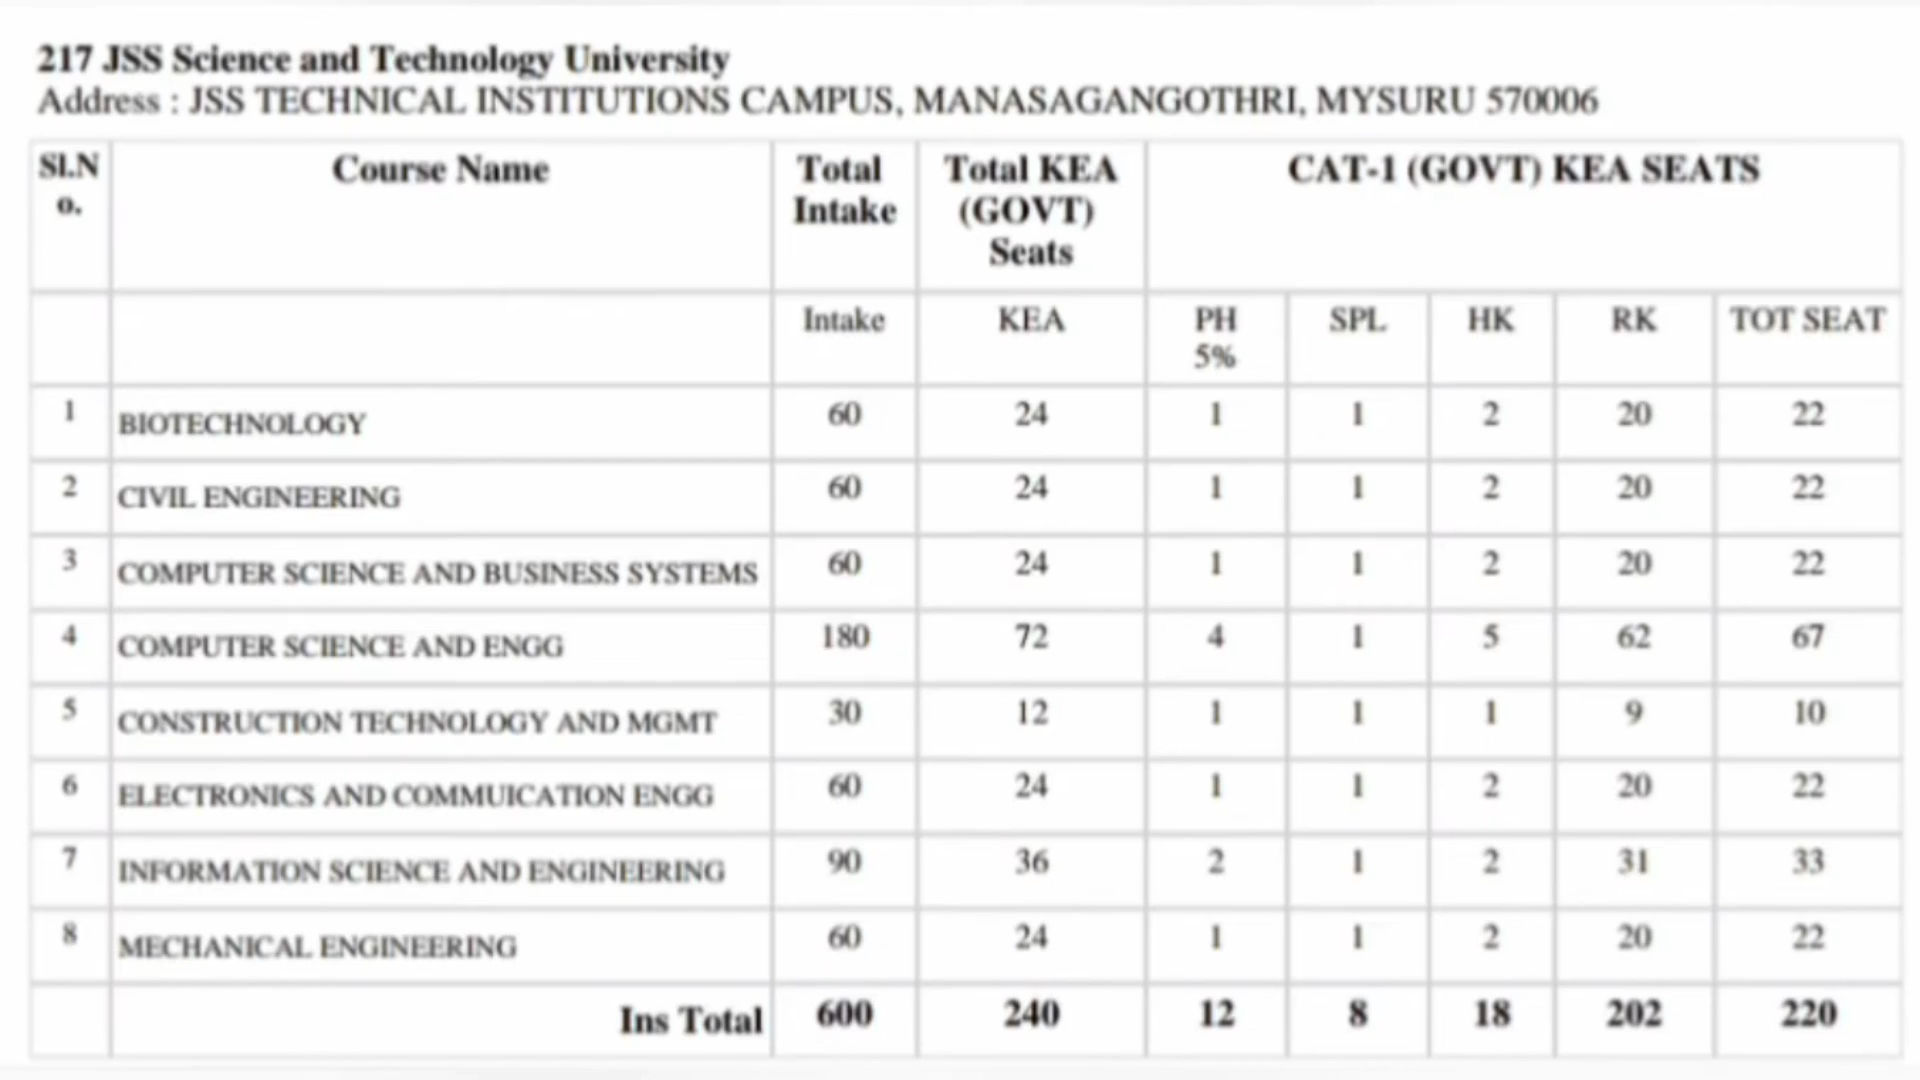 217 JSS Science and Technology University
Address : JSS TECHNICAL INSTITUTIONS CAMPUS, MANASAGANGOTHRI, MYSURU 570006
Sl.No. Course Name Total Intake Total KEA (GOVT) Seats CAT-1 (GOVT) KEA SEATS
Intake KEA PH 5% SPL HK RK TOT SEAT
1 BIOTECHNOLOGY 60 24 1 1 2 20 22
2 CIVIL ENGINEERING 60 24 1 1 2 20 22
3 COMPUTER SCIENCE AND BUSINESS SYSTEMS 60 24 1 1 2 20 22
4 COMPUTER SCIENCE AND ENGG 180 72 4 1 5 62 67
5 CONSTRUCTION TECHNOLOGY AND MGMT 30 12 1 1 1 9 10
6 ELECTRONICS AND COMMUICATION ENGG 60 24 1 1 2 20 22
7 INFORMATION SCIENCE AND ENGINEERING 90 36 2 1 2 31 33
8 MECHANICAL ENGINEERING 60 24 1 1 2 20 22
Ins Total 600 240 12 8 18 202 220